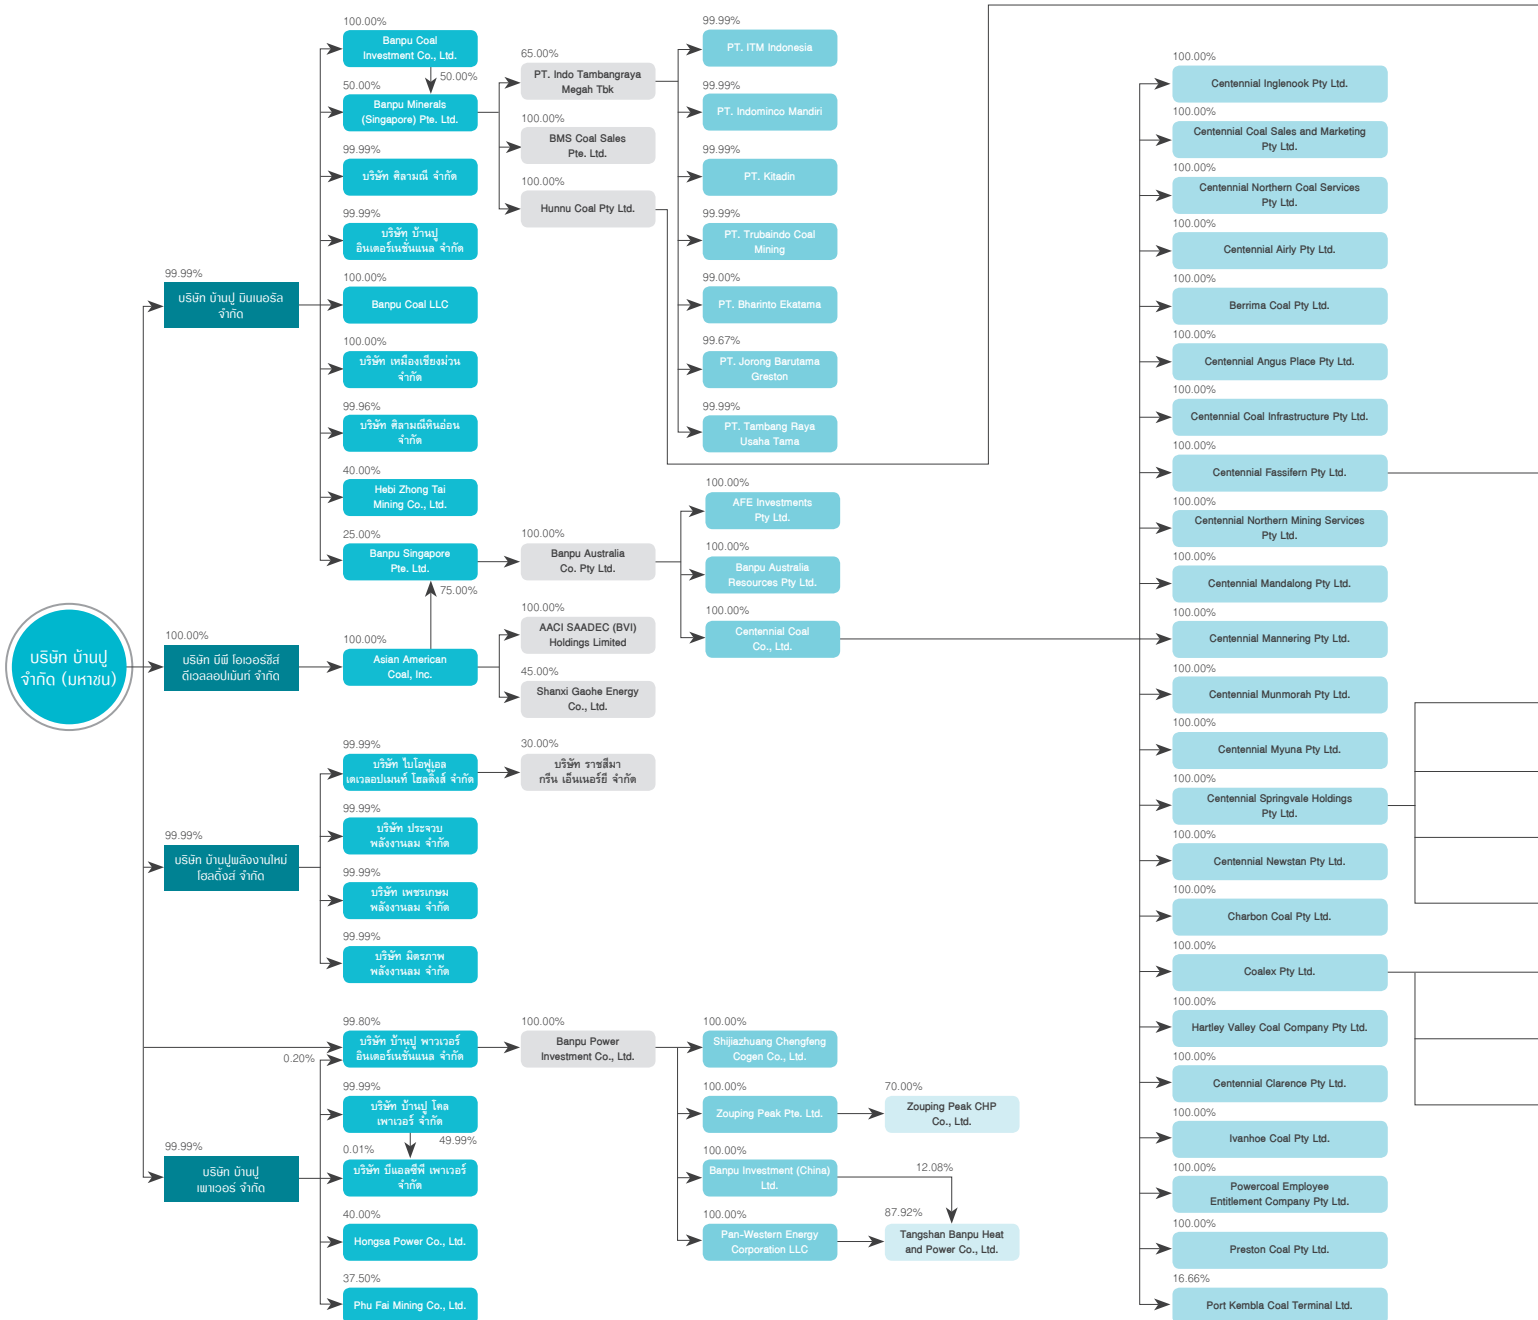 บริษัท บ้านปู
จำกัด (มหาชน)
99.99%
บริษัท บ้านปู มินเนอรัล
จำกัด
100.00%
บริษัท บีพี โอเวอร์ซีส์
ดีเวลลอปเม้นท์ จำกัด
99.99%
บริษัท บ้านปูพลังงานใหม่
โฮลดิ้งส์ จำกัด
99.99%
บริษัท บ้านปู
เพาเวอร์ จำกัด
100.00%
Banpu Coal
Investment Co., Ltd.
50.00%
50.00%
Banpu Minerals
(Singapore) Pte. Ltd.
99.99%
บริษัท ศิลามณี จำกัด
99.99%
บริษัท บ้านปู
อินเตอร์เนชั่นแนล จำกัด
100.00%
Banpu Coal LLC
100.00%
บริษัท เหมืองเชียงม่วน
จำกัด
99.96%
บริษัท ศิลามณีหินอ่อน
จำกัด
40.00%
Hebi Zhong Tai
Mining Co., Ltd.
25.00%
Banpu Singapore
Pte. Ltd.
75.00%
100.00%
Asian American
Coal, Inc.
99.99%
บริษัท ไบโอฟูเอล
เดเวลอปเมนท์ โฮลดิ้งส์ จำกัด
99.99%
บริษัท ประจวบ
พลังงานลม จำกัด
99.99%
บริษัท เพชรเกษม
พลังงานลม จำกัด
99.99%
บริษัท มิตรภาพ
พลังงานลม จำกัด
99.80%
บริษัท บ้านปู พาวเวอร์
อินเตอร์เนชั่นแนล จำกัด
0.20%
99.99%
บริษัท บ้านปู โคล
เพาเวอร์ จำกัด
49.99%
0.01%
บริษัท บีแอลซีพี เพาเวอร์
จำกัด
40.00%
Hongsa Power Co., Ltd.
37.50%
Phu Fai Mining Co., Ltd.
65.00%
PT. Indo Tambangraya
Megah Tbk
100.00%
BMS Coal Sales
Pte. Ltd.
100.00%
Hunnu Coal Pty Ltd.
100.00%
Banpu Australia
Co. Pty Ltd.
100.00%
AACI SAADEC (BVI)
Holdings Limited
45.00%
Shanxi Gaohe Energy
Co., Ltd.
30.00%
บริษัท ราชสีมา
กรีน เอ็นเนอร์ยี จำกัด
100.00%
Banpu Power
Investment Co., Ltd.
99.99%
PT. ITM Indonesia
99.99%
PT. Indominco Mandiri
99.99%
PT. Kitadin
99.99%
PT. Trubaindo Coal
Mining
99.00%
PT. Bharinto Ekatama
99.67%
PT. Jorong Barutama
Greston
99.99%
PT. Tambang Raya
Usaha Tama
100.00%
AFE Investments
Pty Ltd.
100.00%
Banpu Australia
Resources Pty Ltd.
100.00%
Centennial Coal
Co., Ltd.
100.00%
Shijiazhuang Chengfeng
Cogen Co., Ltd.
100.00%
Zouping Peak Pte. Ltd.
100.00%
Banpu Investment (China)
Ltd.
100.00%
Pan-Western Energy
Corporation LLC
70.00%
Zouping Peak CHP
Co., Ltd.
12.08%
87.92%
Tangshan Banpu Heat
and Power Co., Ltd.
100.00%
Centennial Inglenook Pty Ltd.
100.00%
Centennial Coal Sales and Marketing
Pty Ltd.
100.00%
Centennial Northern Coal Services
Pty Ltd.
100.00%
Centennial Airly Pty Ltd.
100.00%
Berrima Coal Pty Ltd.
100.00%
Centennial Angus Place Pty Ltd.
100.00%
Centennial Coal Infrastructure Pty Ltd.
100.00%
Centennial Fassifern Pty Ltd.
100.00%
Centennial Northern Mining Services
Pty Ltd.
100.00%
Centennial Mandalong Pty Ltd.
100.00%
Centennial Mannering Pty Ltd.
100.00%
Centennial Munmorah Pty Ltd.
100.00%
Centennial Myuna Pty Ltd.
100.00%
Centennial Springvale Holdings
Pty Ltd.
100.00%
Centennial Newstan Pty Ltd.
100.00%
Charbon Coal Pty Ltd.
100.00%
Coalex Pty Ltd.
100.00%
Hartley Valley Coal Company Pty Ltd.
100.00%
Centennial Clarence Pty Ltd.
100.00%
Ivanhoe Coal Pty Ltd.
100.00%
Powercoal Employee
Entitlement Company Pty Ltd.
100.00%
Preston Coal Pty Ltd.
16.66%
Port Kembla Coal Terminal Ltd.